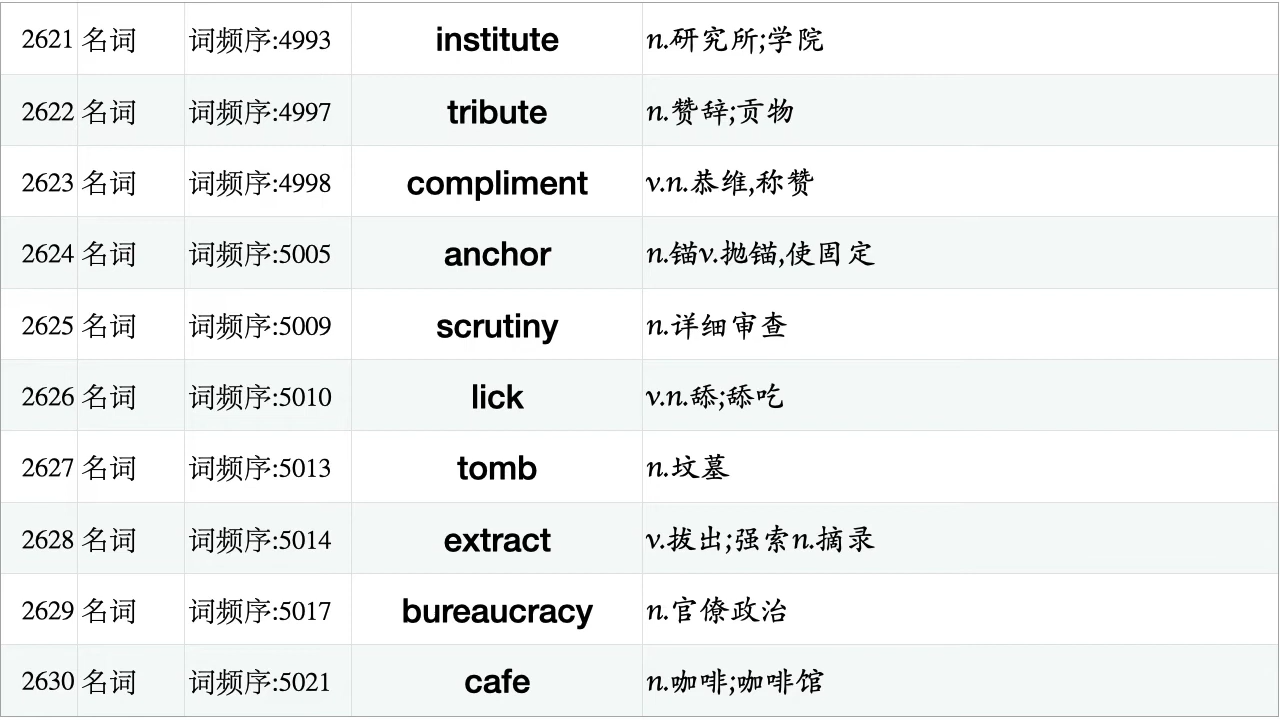 2621 名词 词频序:4993 institute n.研究所;学院
2622 名词 词频序:4997 tribute n.赞辞;贡物
2623 名词 词频序:4998 compliment v.n.恭维,称赞
2624 名词 词频序:5005 anchor n.锚v.抛锚,使固定
2625 名词 词频序:5009 scrutiny n.详细审查
2626 名词 词频序:5010 lick v.n.舔;舔吃
2627 名词 词频序:5013 tomb n.坟墓
2628 名词 词频序:5014 extract v.拔出;强索n.摘录
2629 名词 词频序:5017 bureaucracy n.官僚政治
2630 名词 词频序:5021 cafe n.咖啡;咖啡馆